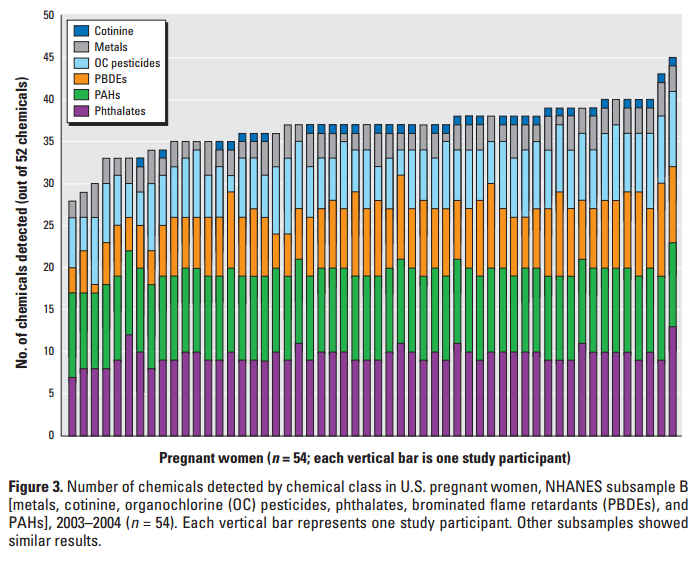 50
45
40
35
30
25
20
15
10
5
0
No. of chemicals detected (out of 52 chemicals)
Cotinine
Metals
OC pesticides
PBDEs
PAHs
Phthalates
Pregnant women (n = 54; each vertical bar is one study participant)
Figure 3. Number of chemicals detected by chemical class in U.S. pregnant women, NHANES subsample B
[metals, cotinine, organochlorine (OC) pesticides, phthalates, brominated flame retardants (PBDEs), and
PAHs], 2003–2004 (n = 54). Each vertical bar represents one study participant. Other subsamples showed
similar results.